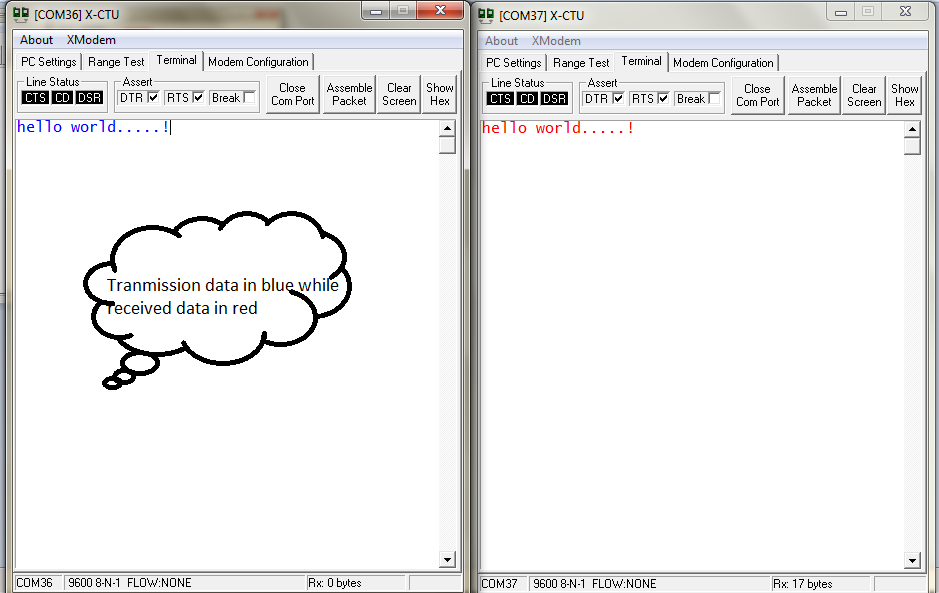 [COM36] X-CTU
About XModem
PC Settings Range Test Terminal Modem Configuration
Line Status
CTS CD DSR
Assert
DTR RTS Break
Close
Com Port
Assemble
Packet
Clear
Screen
Show
Hex
hello world.....!
Tranmission data in blue while
received data in red
COM36 9600 8-N-1 FLOW:NONE Rx: 0 bytes
[COM37] X-CTU
About XModem
PC Settings Range Test Terminal Modem Configuration
Line Status
CTS CD DSR
Assert
DTR RTS Break
Close
Com Port
Assemble
Packet
Clear
Screen
Show
Hex
hello world.....!
COM37 9600 8-N-1 FLOW:NONE Rx: 17 bytes